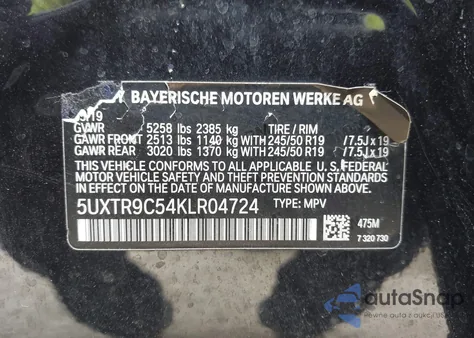 BAYERISCHE MOTOREN WERKE AG
/19
GVWR 5258 lbs 2385 kg TIRE / RIM
GAWR FRONT 2513 lbs 1140 kg WITH 245/50 R19 /7.5J x 19
GAWR REAR 3020 lbs 1370 kg WITH 245/50 R19 /7.5J x 19
THIS VEHICLE CONFORMS TO ALL APPLICABLE U.S. FEDERAL
MOTOR VEHICLE SAFETY AND THEFT PREVENTION STANDARDS
IN EFFECT ON THE DATE OF MANUFACTURE SHOWN ABOVE.
5UXTR9C54KLR04724 TYPE: MPV
475M
7 320 730
autoSnap